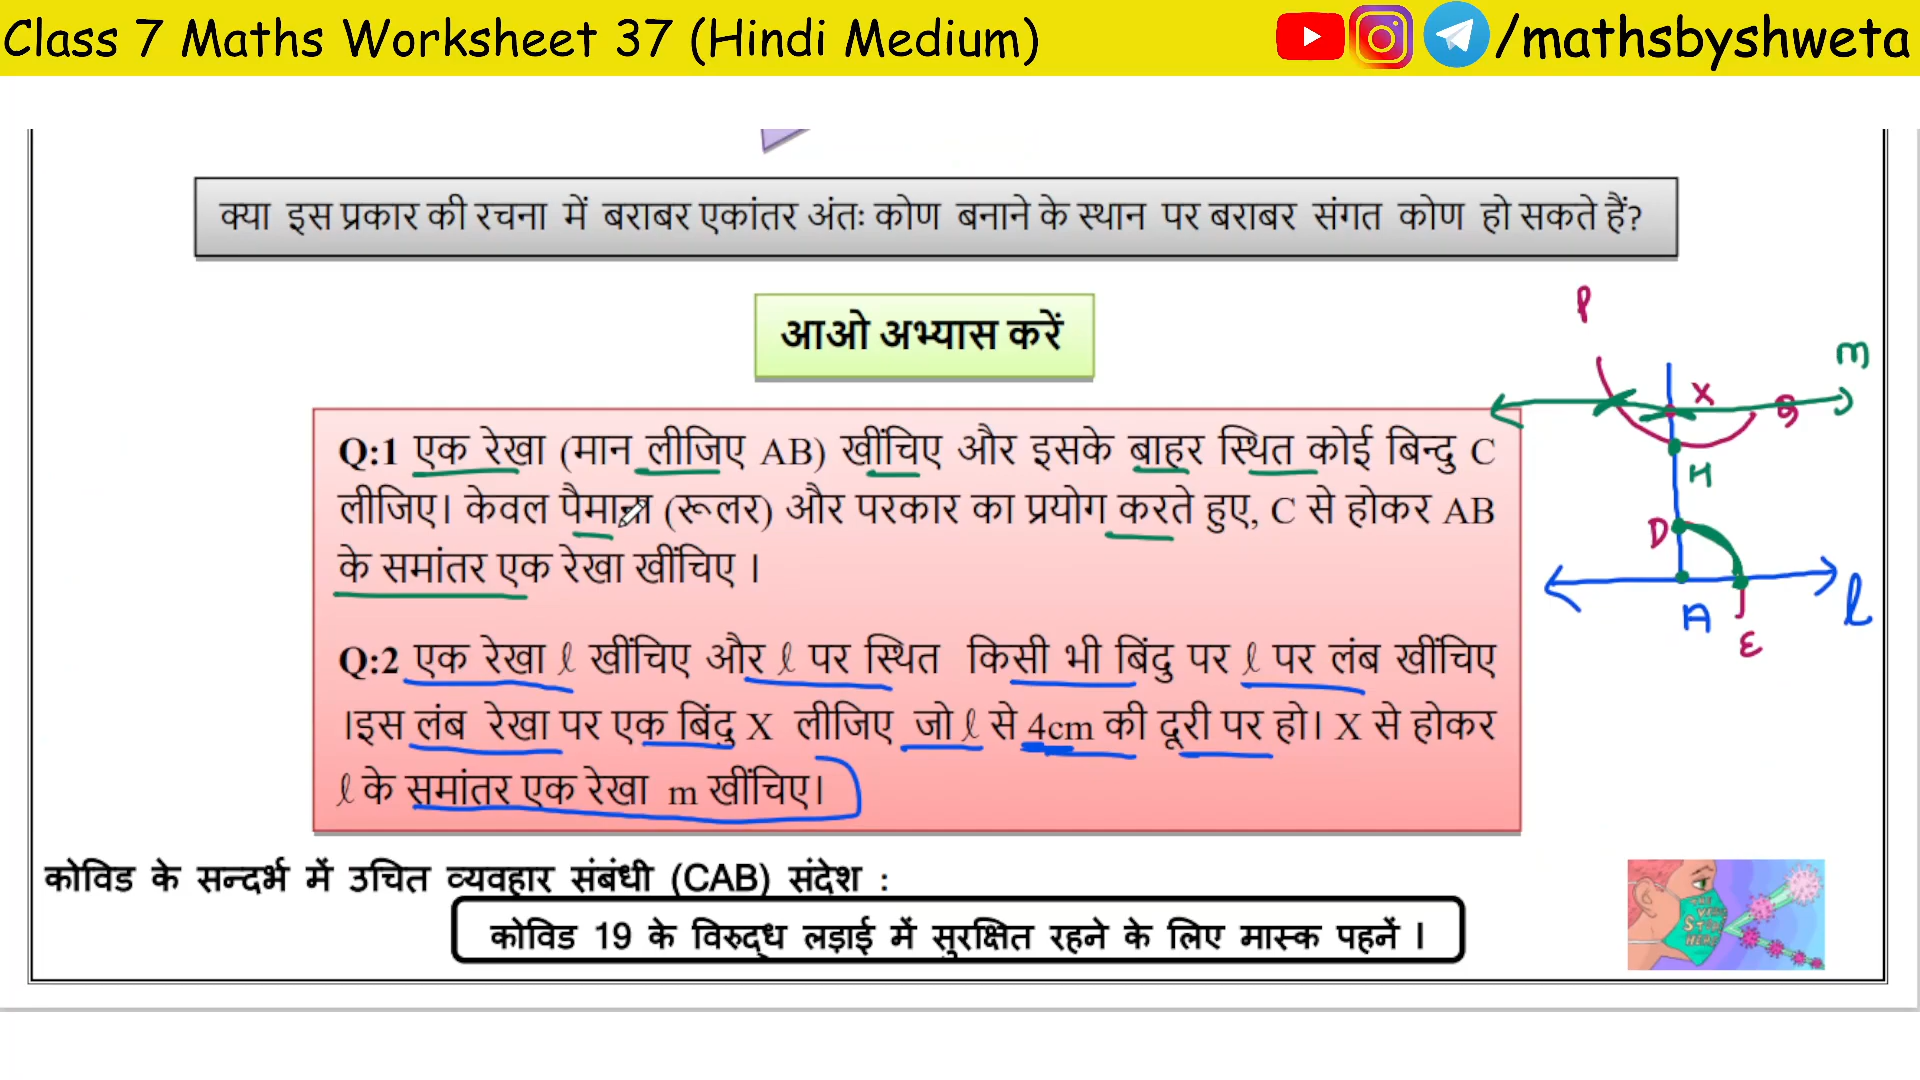 Class 7 Maths Worksheet 37 (Hindi Medium)
/mathsbyshweta
क्या इस प्रकार की रचना में बराबर एकांतर अंतः कोण बनाने के स्थान पर बराबर संगत कोण हो सकते हैं?
आओ अभ्यास करें
Q:1 एक रेखा (मान लीजिए AB) खींचिए और इसके बाहर स्थित कोई बिन्दु C
लीजिए। केवल पैमाना (रूलर) और परकार का प्रयोग करते हुए, C से होकर AB
के समांतर एक रेखा खींचिए ।
Q:2 एक रेखा ℓ खींचिए और ℓ पर स्थित किसी भी बिंदु पर ℓ पर लंब खींचिए
।इस लंब रेखा पर एक बिंदु X लीजिए जो ℓ से 4cm की दूरी पर हो। X से होकर
ℓ के समांतर एक रेखा m खींचिए।
P
m
X
H
D
A
E
l
कोविड के सन्दर्भ में उचित व्यवहार संबंधी (CAB) संदेश :
कोविड 19 के विरुद्ध लड़ाई में सुरक्षित रहने के लिए मास्क पहनें ।